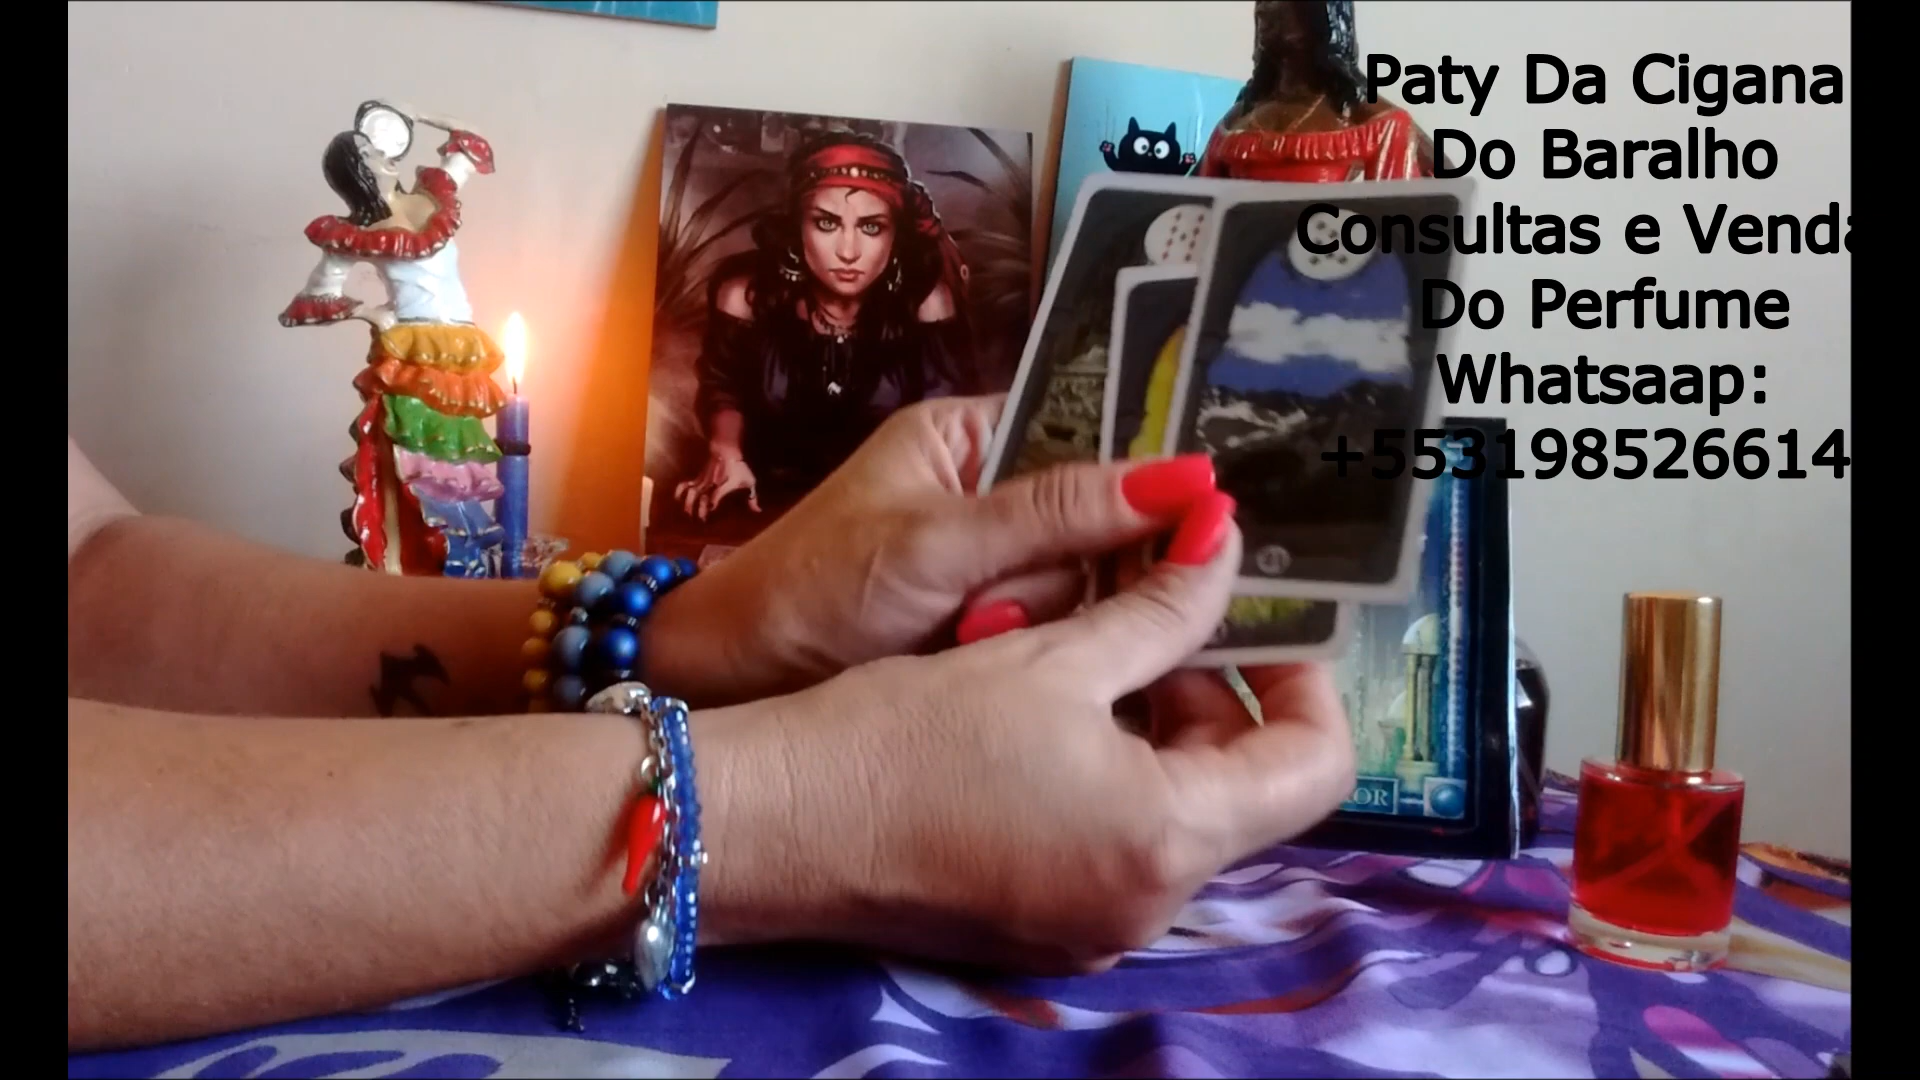 Paty Da Cigana
Do Baralho
Consultas e Venda
Do Perfume
Whatsaap:
+553198526614